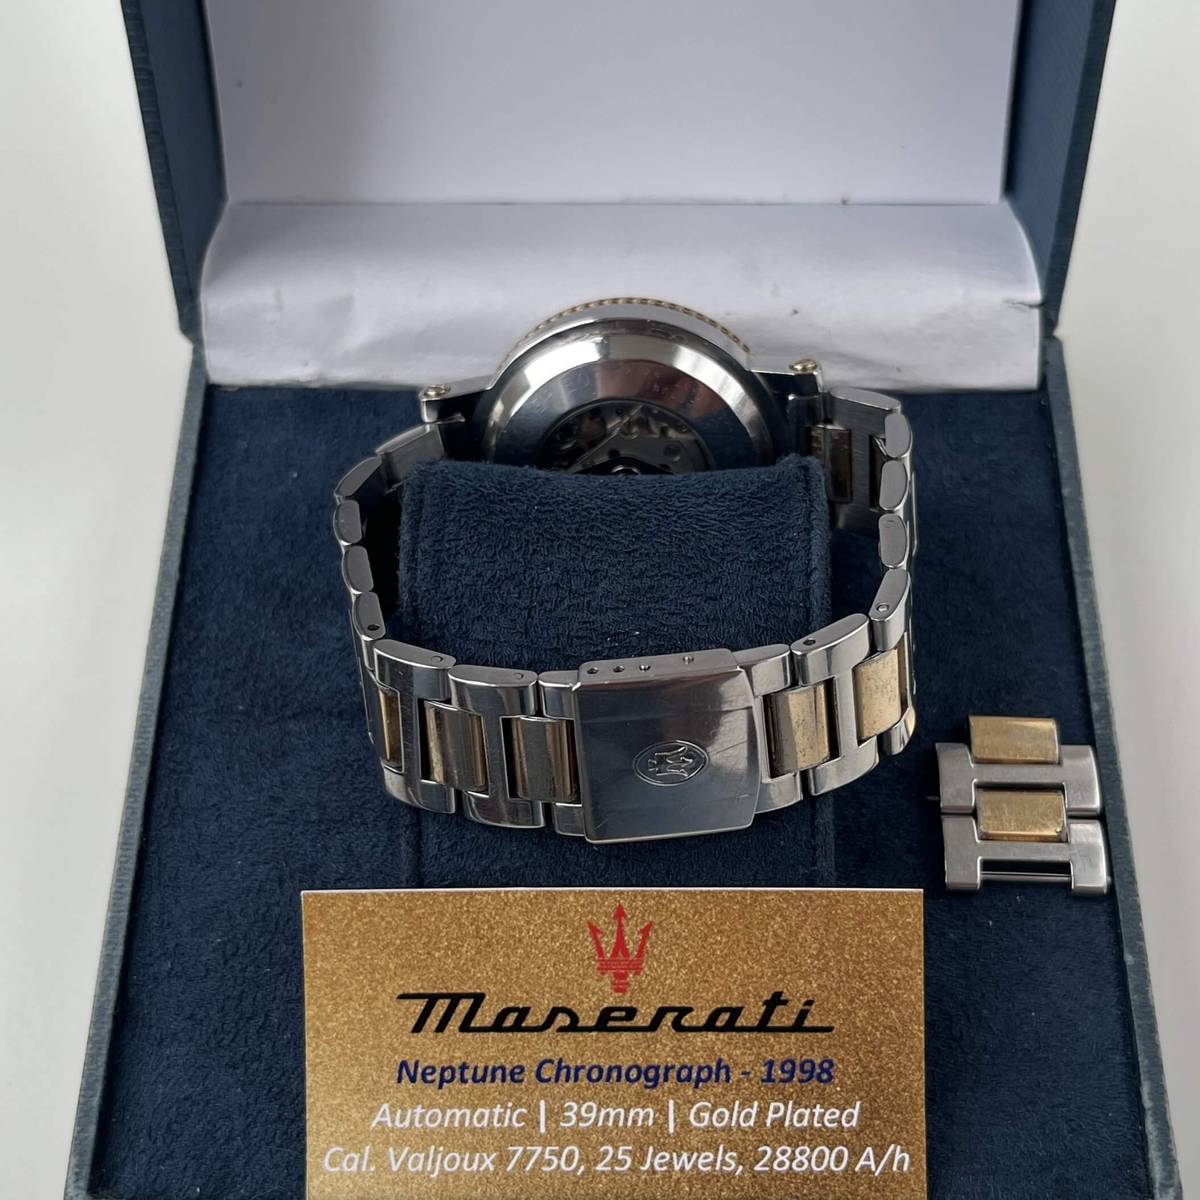 Maserati
Neptune Chronograph - 1998
Automatic | 39mm | Gold Plated
Cal. Valjoux 7750, 25 Jewels, 28800 A/h